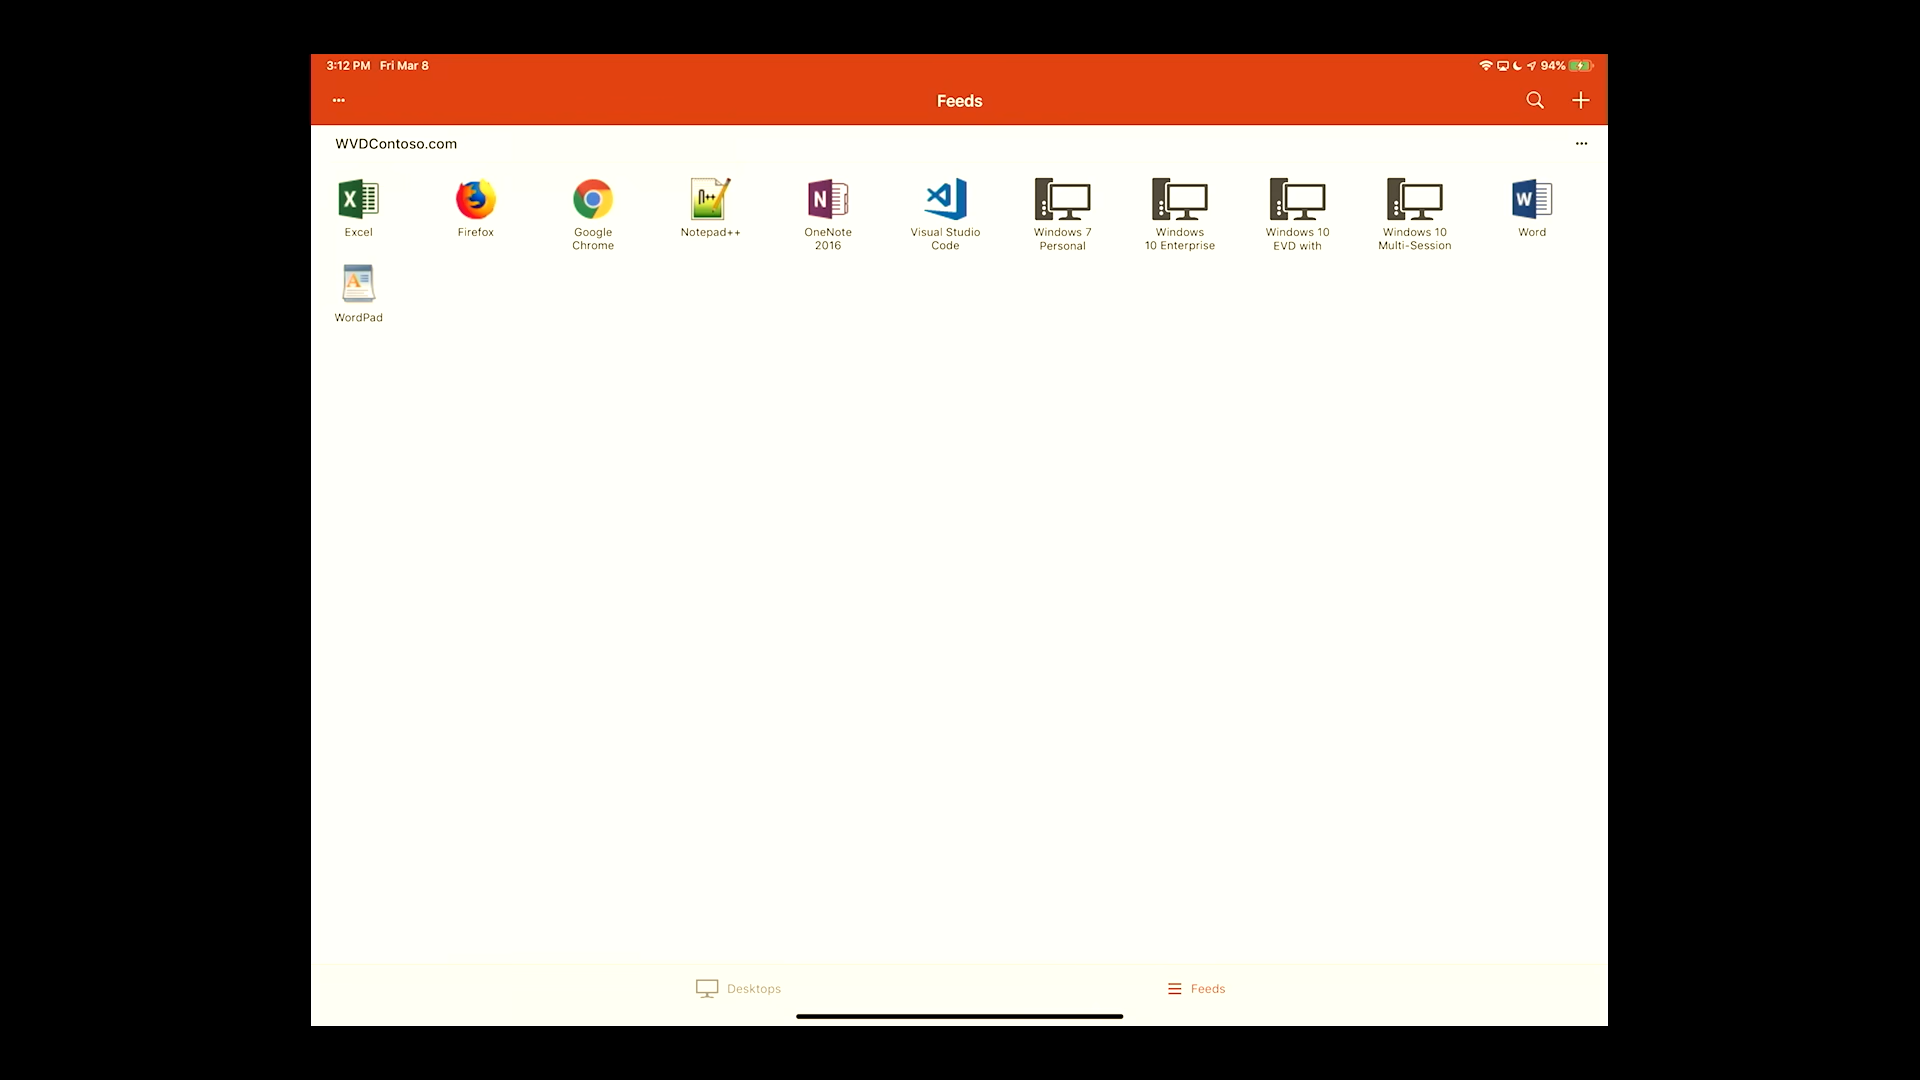 3:12 PM Fri Mar 8 94%
Feeds
WVDContoso.com
Excel
Firefox
Google
Chrome
Notepad++
OneNote
2016
Visual Studio
Code
Windows 7
Personal
Windows
10 Enterprise
Windows 10
EVD with
Windows 10
Multi-Session
Word
WordPad
Desktops
Feeds